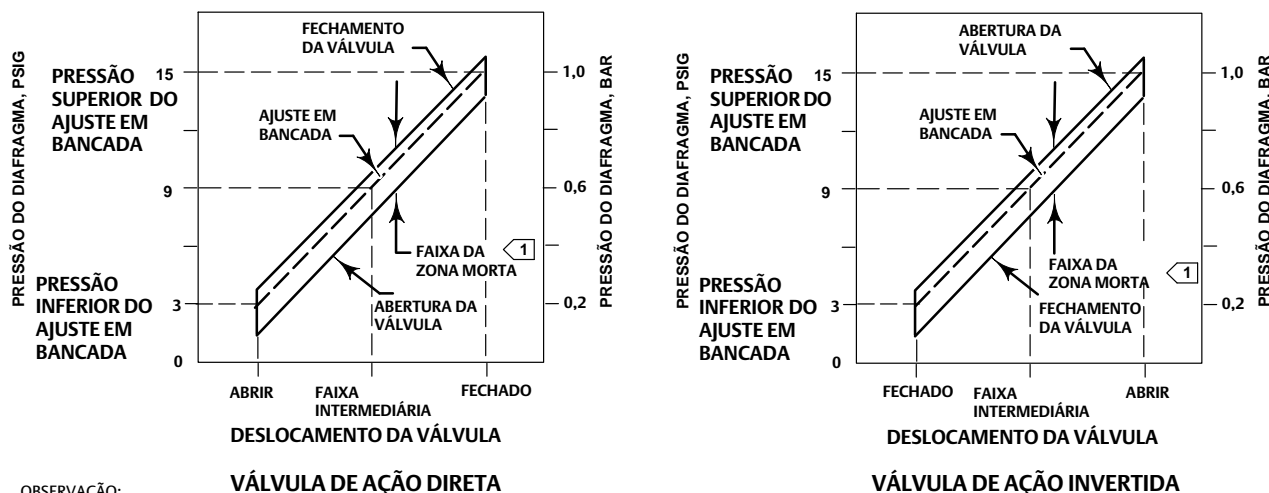 PRESSÃO DO DIAFRAGMA, PSIG
PRESSÃO
SUPERIOR DO
AJUSTE EM
BANCADA
15
9
PRESSÃO
INFERIOR DO
AJUSTE EM
BANCADA
3
0
FECHAMENTO
DA VÁLVULA
AJUSTE EM
BANCADA
FAIXA DA
ZONA MORTA
1
ABERTURA DA
VÁLVULA
1,0
0,6
0,2
PRESSÃO DO DIAFRAGMA, BAR
ABRIR
FAIXA
INTERMEDIÁRIA
FECHADO
DESLOCAMENTO DA VÁLVULA
VÁLVULA DE AÇÃO DIRETA
OBSERVAÇÃO:
PRESSÃO DO DIAFRAGMA, PSIG
PRESSÃO
SUPERIOR DO
AJUSTE EM
BANCADA
15
9
PRESSÃO
INFERIOR DO
AJUSTE EM
BANCADA
3
0
ABERTURA DA
VÁLVULA
AJUSTE EM
BANCADA
FAIXA DA
ZONA MORTA
1
FECHAMENTO
DA VÁLVULA
1,0
0,6
0,2
PRESSÃO DO DIAFRAGMA, BAR
FECHADO
FAIXA
INTERMEDIÁRIA
ABRIR
DESLOCAMENTO DA VÁLVULA
VÁLVULA DE AÇÃO INVERTIDA